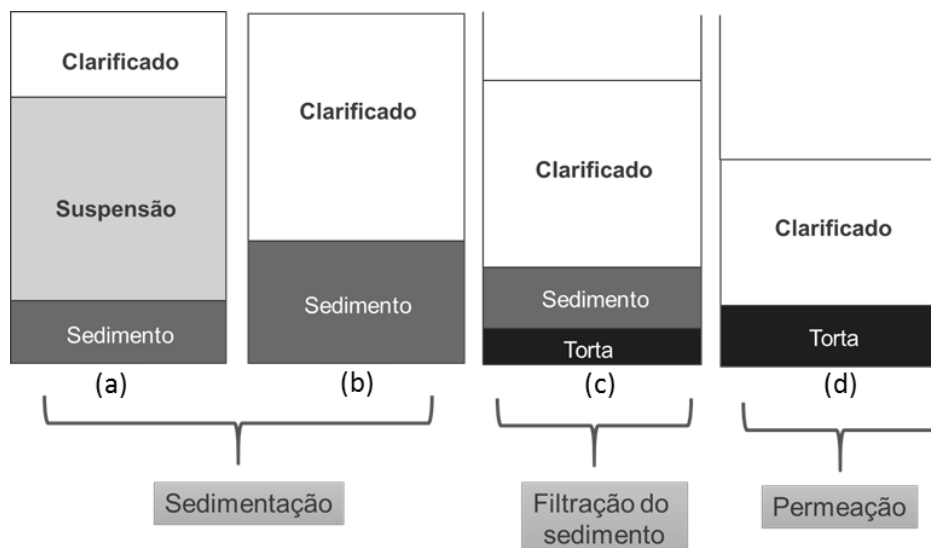 Clarificado
Suspensão
Sedimento
(a)
Clarificado
Sedimento
(b)
Clarificado
Sedimento
Torta
(c)
Clarificado
Torta
(d)
Sedimentação
Filtração do
sedimento
Permeação